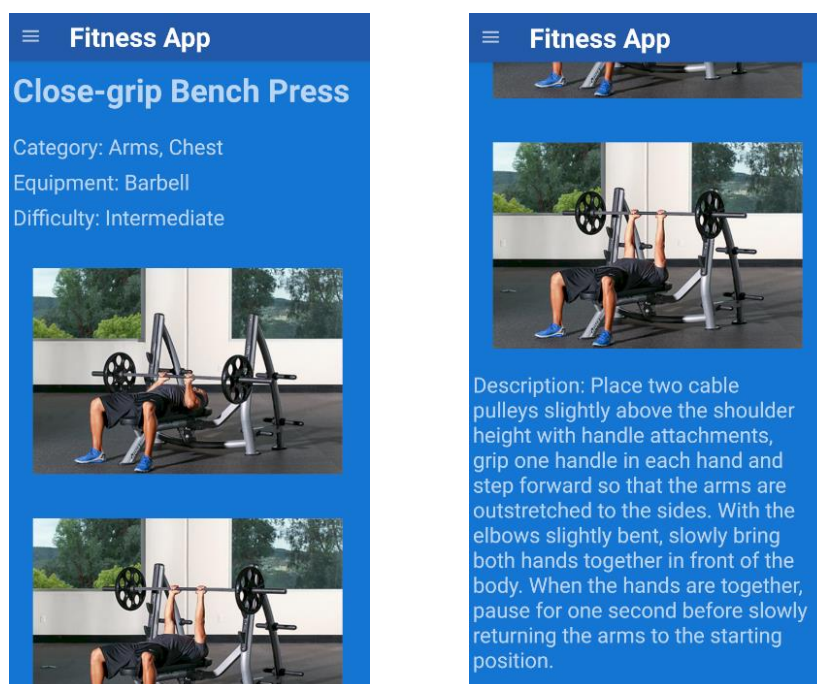 Fitness App
Close-grip Bench Press
Category: Arms, Chest
Equipment: Barbell
Difficulty: Intermediate
Fitness App
Description: Place two cable
pulleys slightly above the shoulder
height with handle attachments,
grip one handle in each hand and
step forward so that the arms are
outstretched to the sides. With the
elbows slightly bent, slowly bring
both hands together in front of the
body. When the hands are together,
pause for one second before slowly
returning the arms to the starting
position.